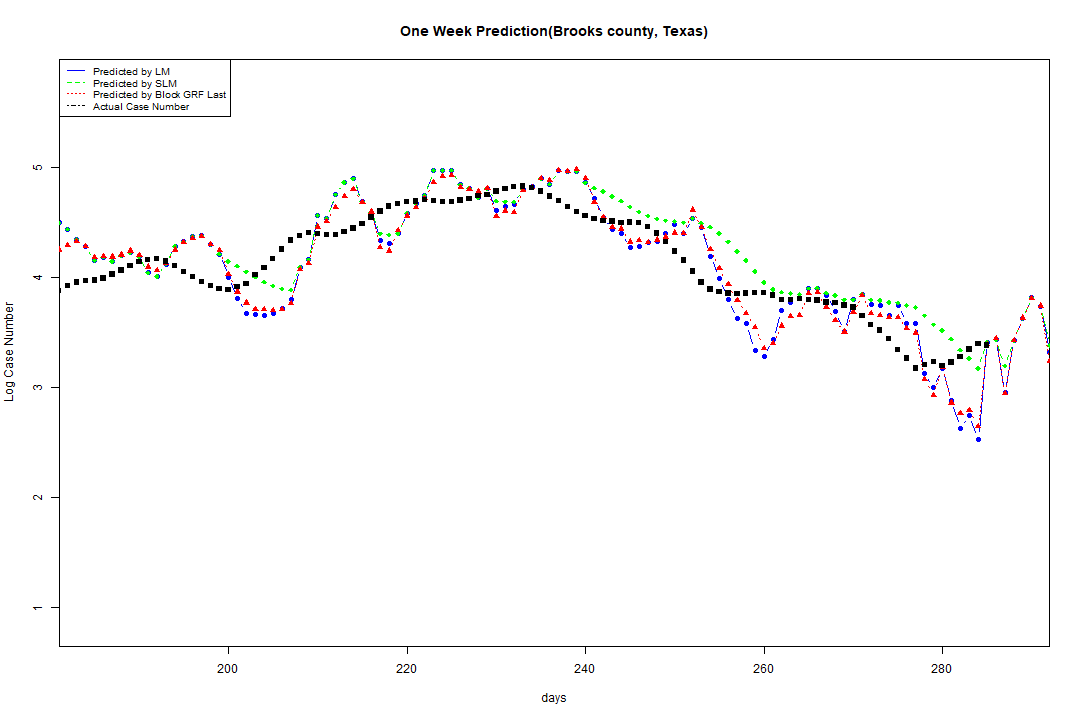 One Week Prediction(Brooks county, Texas)
Predicted by LM
Predicted by SLM
Predicted by Block GRF Last
Actual Case Number
5
4
3
2
1
Log Case Number
200 220 240 260 280
days